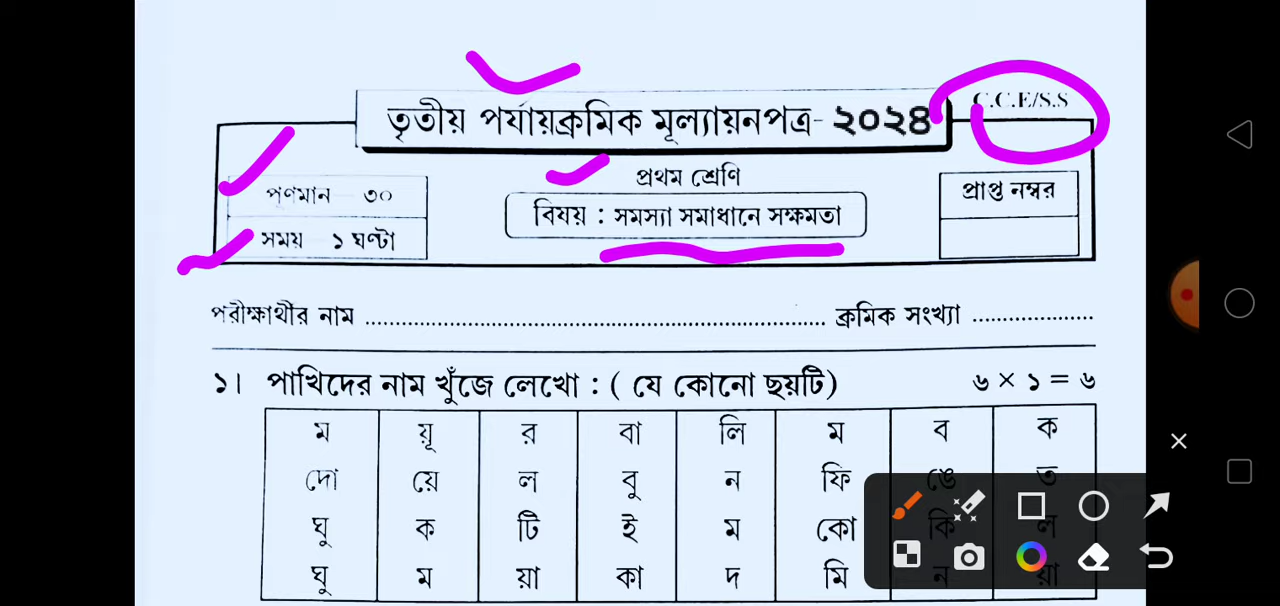 C.C.E/S.S
তৃতীয় পর্যায়ক্রমিক মূল্যায়নপত্র- ২০২৪
প্রথম শ্রেণি
পূর্ণমান ৩০
প্রাপ্ত নম্বর
বিষয় : সমস্যা সমাধানে সক্ষমতা
সময় ১ ঘণ্টা
পরীক্ষার্থীর নাম ........................ ক্রমিক সংখ্যা ....................
১। পাখিদের নাম খুঁজে লেখো : ( যে কোনো ছয়টি) ৬ × ১ = ৬
ম য়ূ র বা লি ম ব ক
দো য়ে ল বু ন ফি ঙে ত
ঘু ক টি ই ম কো কি ল
ঘু ম য়া কা দ মি ন য়া